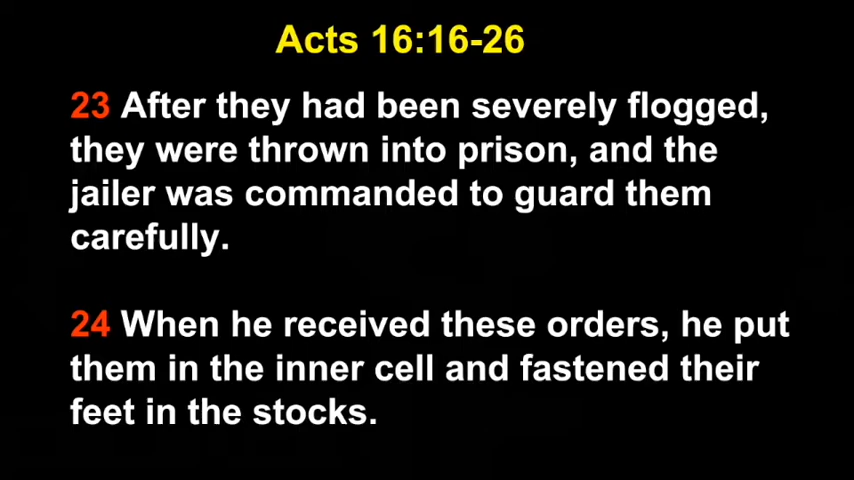 Acts 16:16-26
23 After they had been severely flogged,
they were thrown into prison, and the
jailer was commanded to guard them
carefully.
24 When he received these orders, he put
them in the inner cell and fastened their
feet in the stocks.